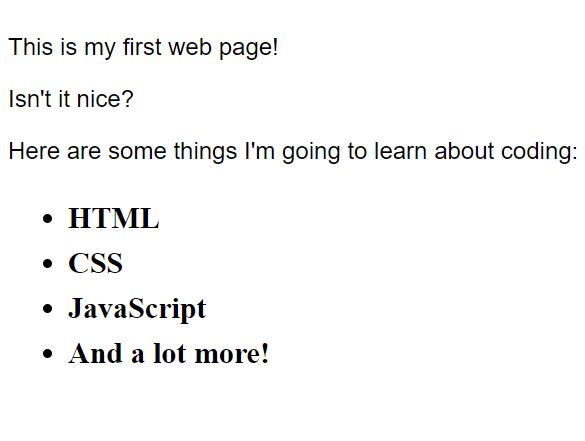 This is my first web page!
Isn't it nice?
Here are some things I'm going to learn about coding:
• HTML
• CSS
• JavaScript
• And a lot more!